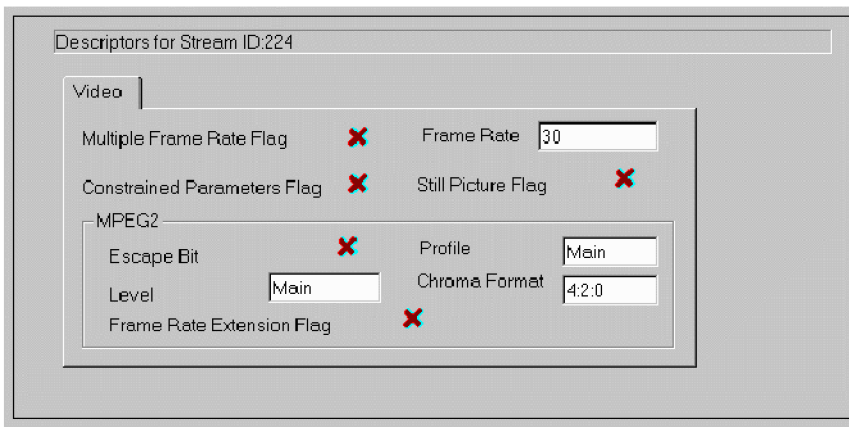 Descriptors for Stream ID:224
Video
Multiple Frame Rate Flag
Frame Rate 30
Constrained Parameters Flag
Still Picture Flag
MPEG2
Escape Bit
Profile Main
Level Main
Chroma Format 4:2:0
Frame Rate Extension Flag